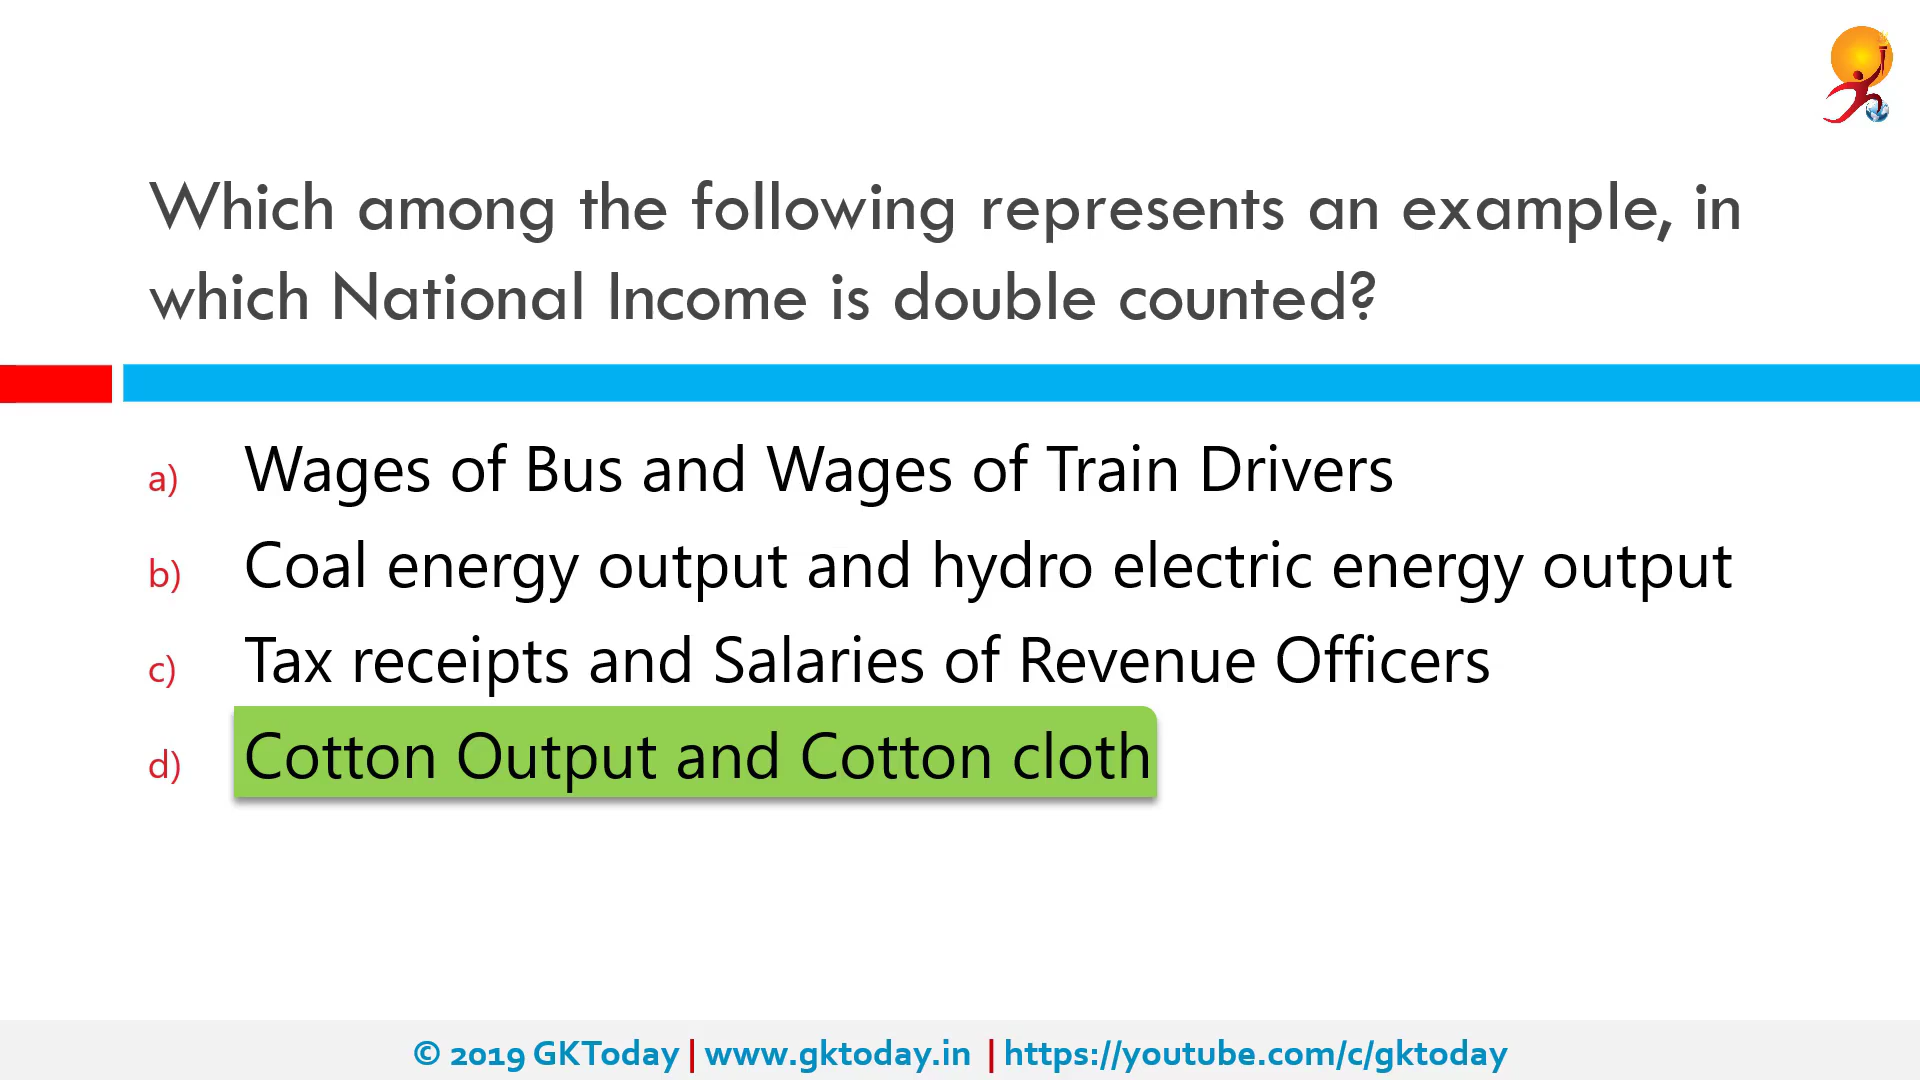 Which among the following represents an example, in
which National Income is double counted?
a) Wages of Bus and Wages of Train Drivers
b) Coal energy output and hydro electric energy output
c) Tax receipts and Salaries of Revenue Officers
d) Cotton Output and Cotton cloth
© 2019 GKToday | www.gktoday.in | https://youtube.com/c/gktoday